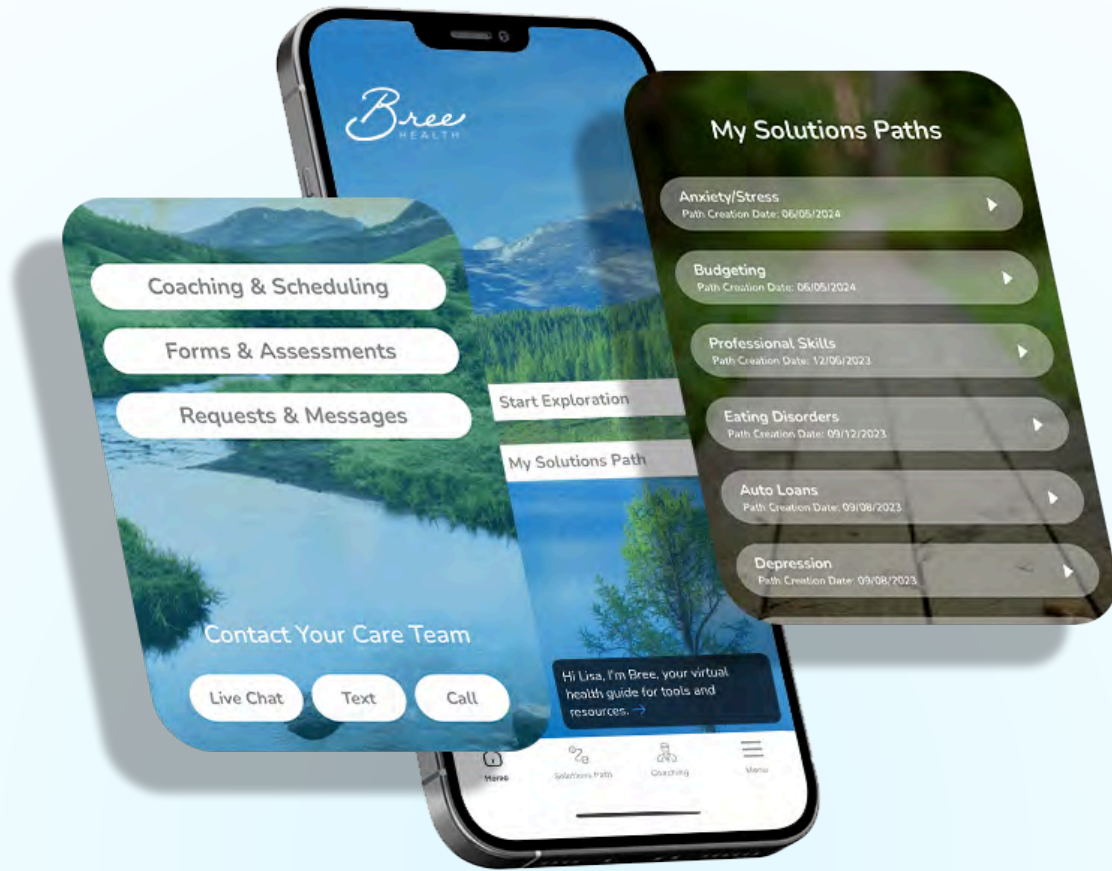 Bree
HEALTH
Start Exploration
My Solutions Path
Hi Lisa, I'm Bree, your virtual
health guide for tools and
resources. →
Home
Solutions Path
Coaching
Menu
Coaching & Scheduling
Forms & Assessments
Requests & Messages
Contact Your Care Team
Live Chat
Text
Call
My Solutions Paths
Anxiety/Stress
Path Creation Date: 06/05/2024
Budgeting
Path Creation Date: 06/05/2024
Professional Skills
Path Creation Date: 12/06/2023
Eating Disorders
Path Creation Date: 09/12/2023
Auto Loans
Path Creation Date: 09/08/2023
Depression
Path Creation Date: 09/08/2023